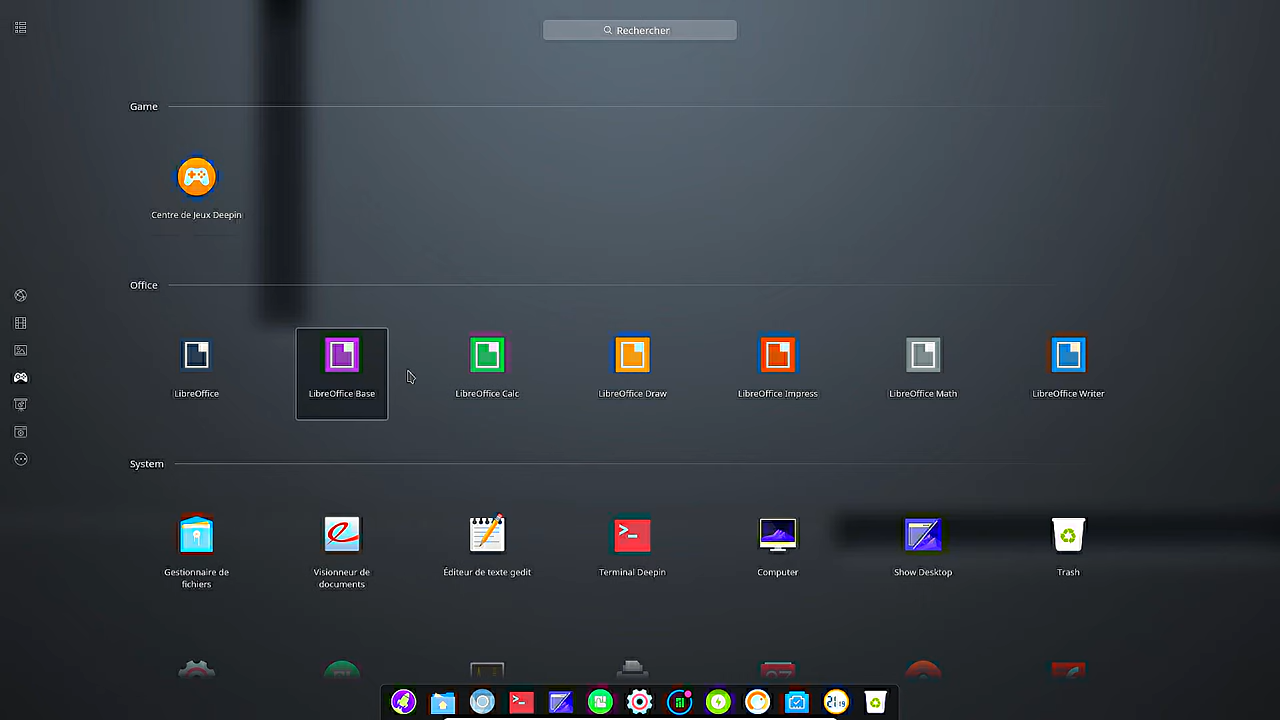 Rechercher
Game
Centre de Jeux Deepin
Office
LibreOffice
LibreOffice Base
LibreOffice Calc
LibreOffice Draw
LibreOffice Impress
LibreOffice Math
LibreOffice Writer
System
Gestionnaire de
fichiers
Visionneur de
documents
Éditeur de texte gedit
Terminal Deepin
Computer
Show Desktop
Trash